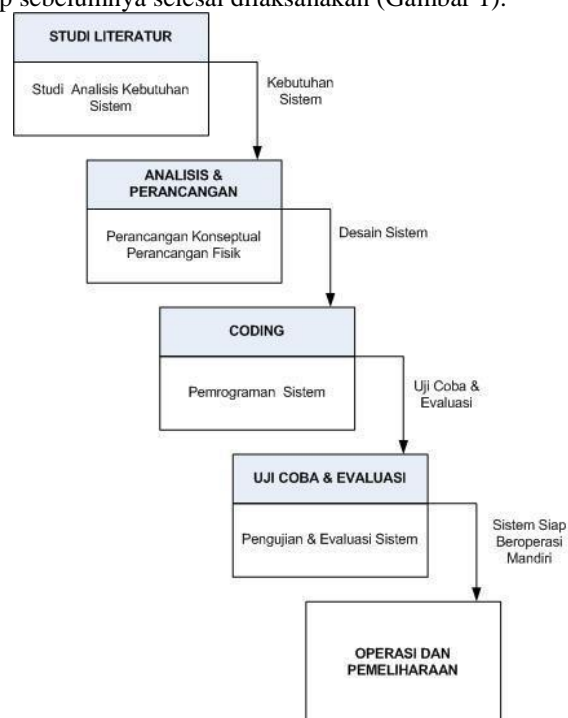 sebelumnya selesai dilaksanakan (Gambar 1).
STUDI LITERATUR
Studi Analisis Kebutuhan
Sistem
Kebutuhan
Sistem
ANALISIS &
PERANCANGAN
Perancangan Konseptual
Perancangan Fisik
Desain Sistem
CODING
Pemrograman Sistem
Uji Coba &
Evaluasi
UJI COBA & EVALUASI
Pengujian & Evaluasi Sistem
Sistem Siap
Beroperasi
Mandiri
OPERASI DAN
PEMELIHARAAN